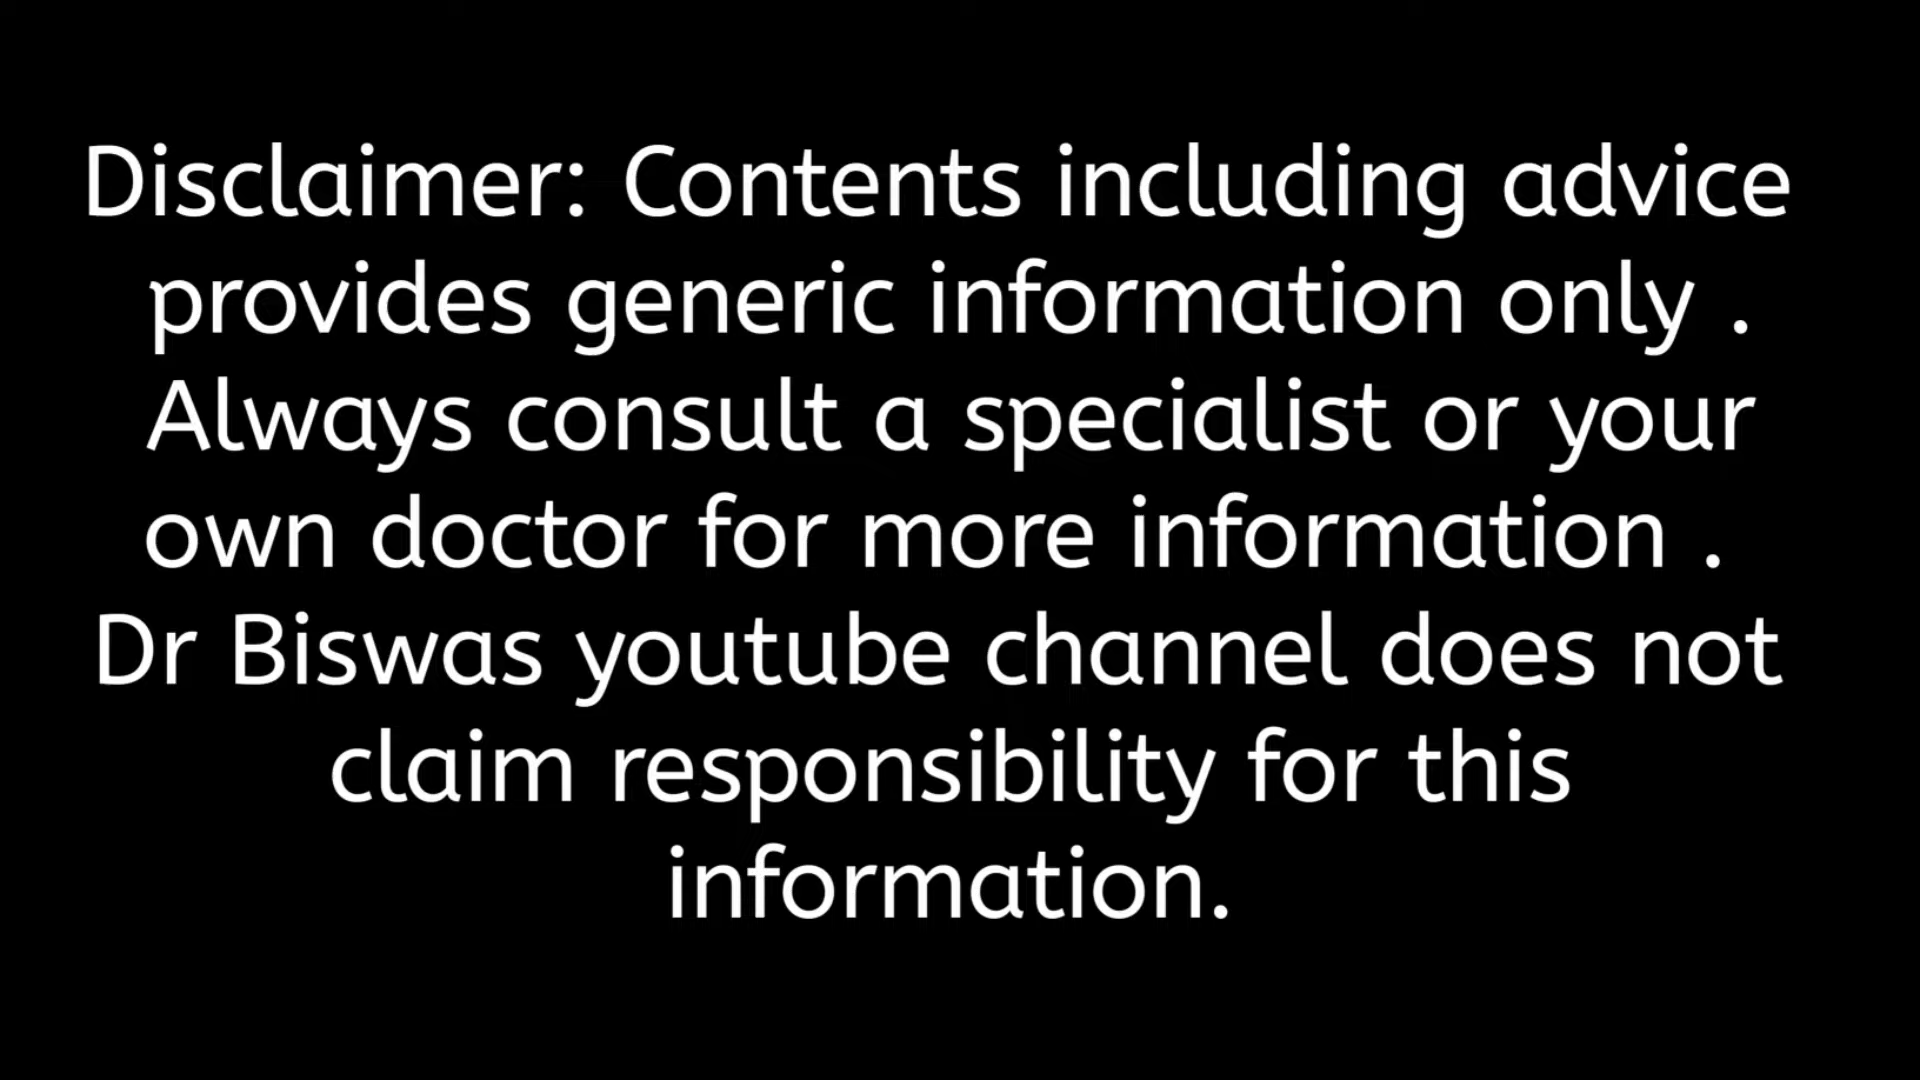 Disclaimer: Contents including advice
provides generic information only .
Always consult a specialist or your
own doctor for more information .
Dr Biswas youtube channel does not
claim responsibility for this
information.